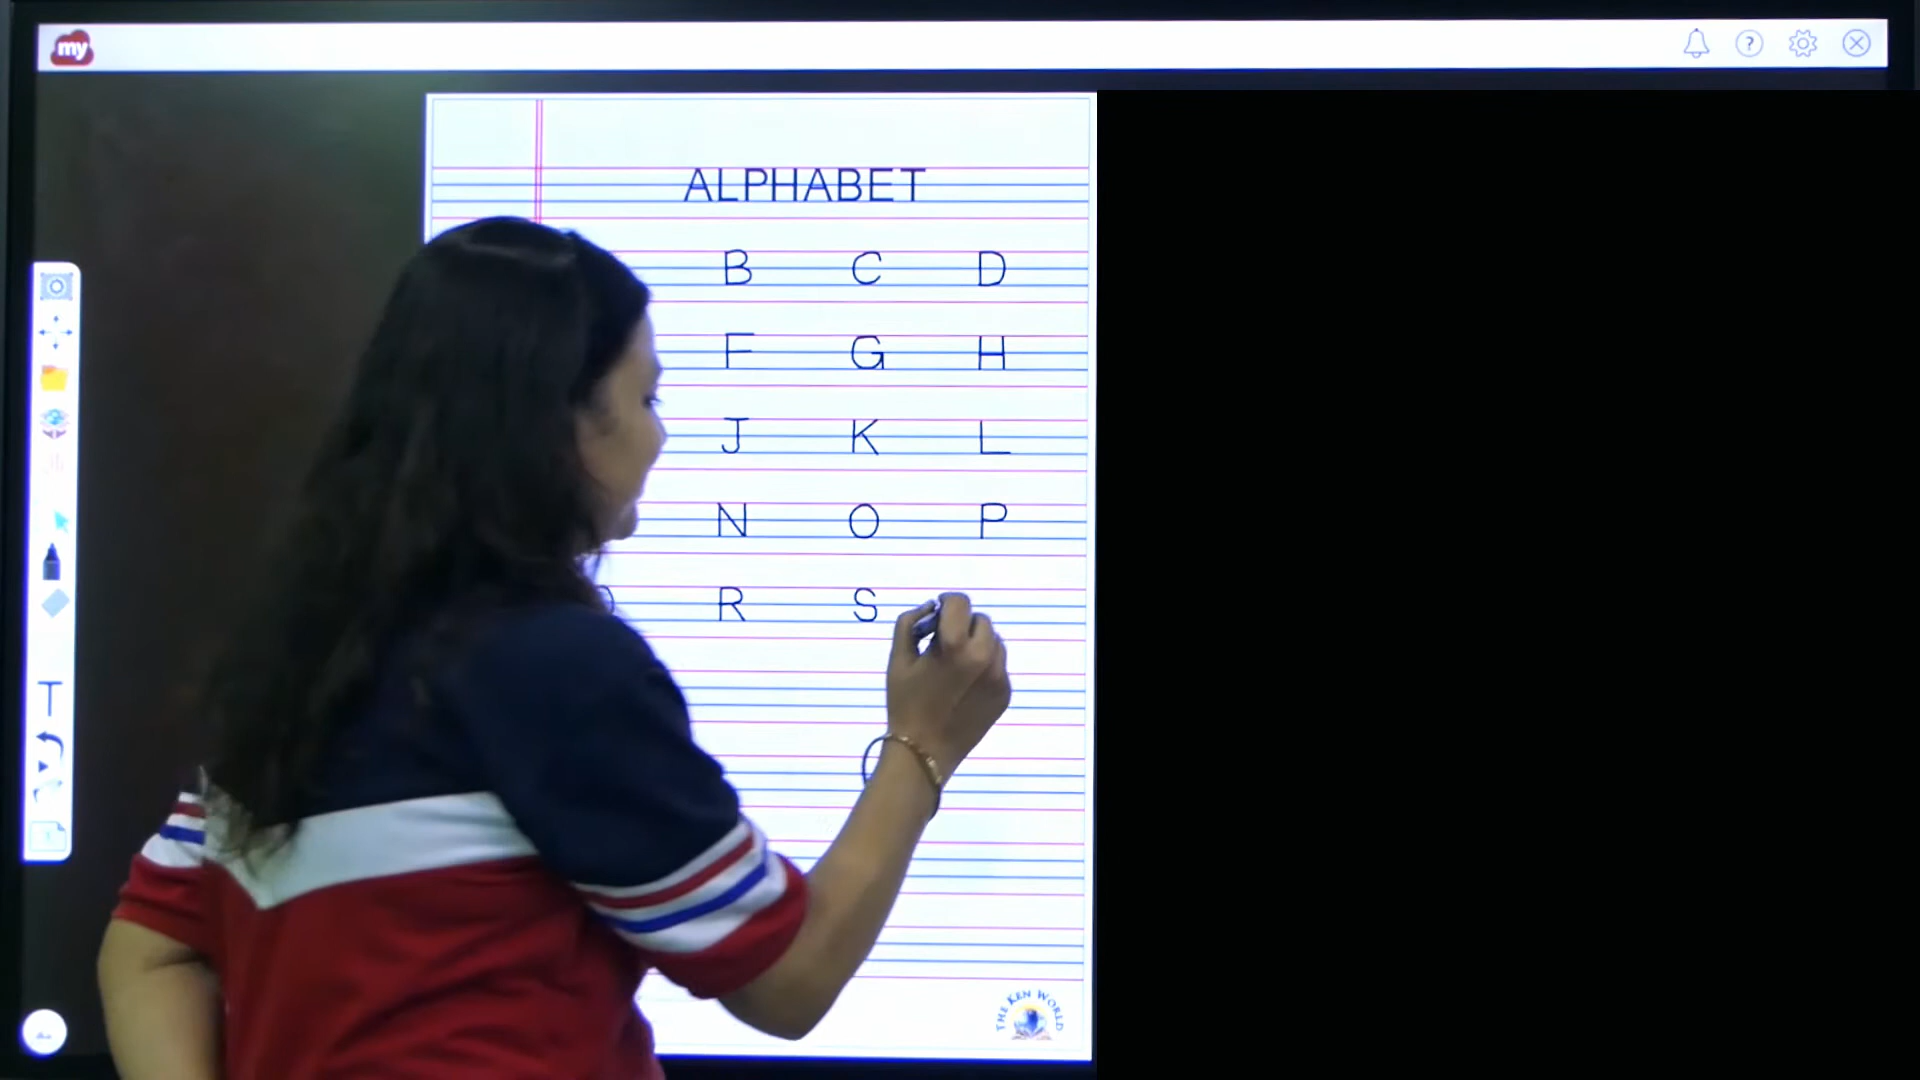 my
?
ALPHABET
B C D
F G H
J K L
N O P
R S
T
THE KEN WORLD